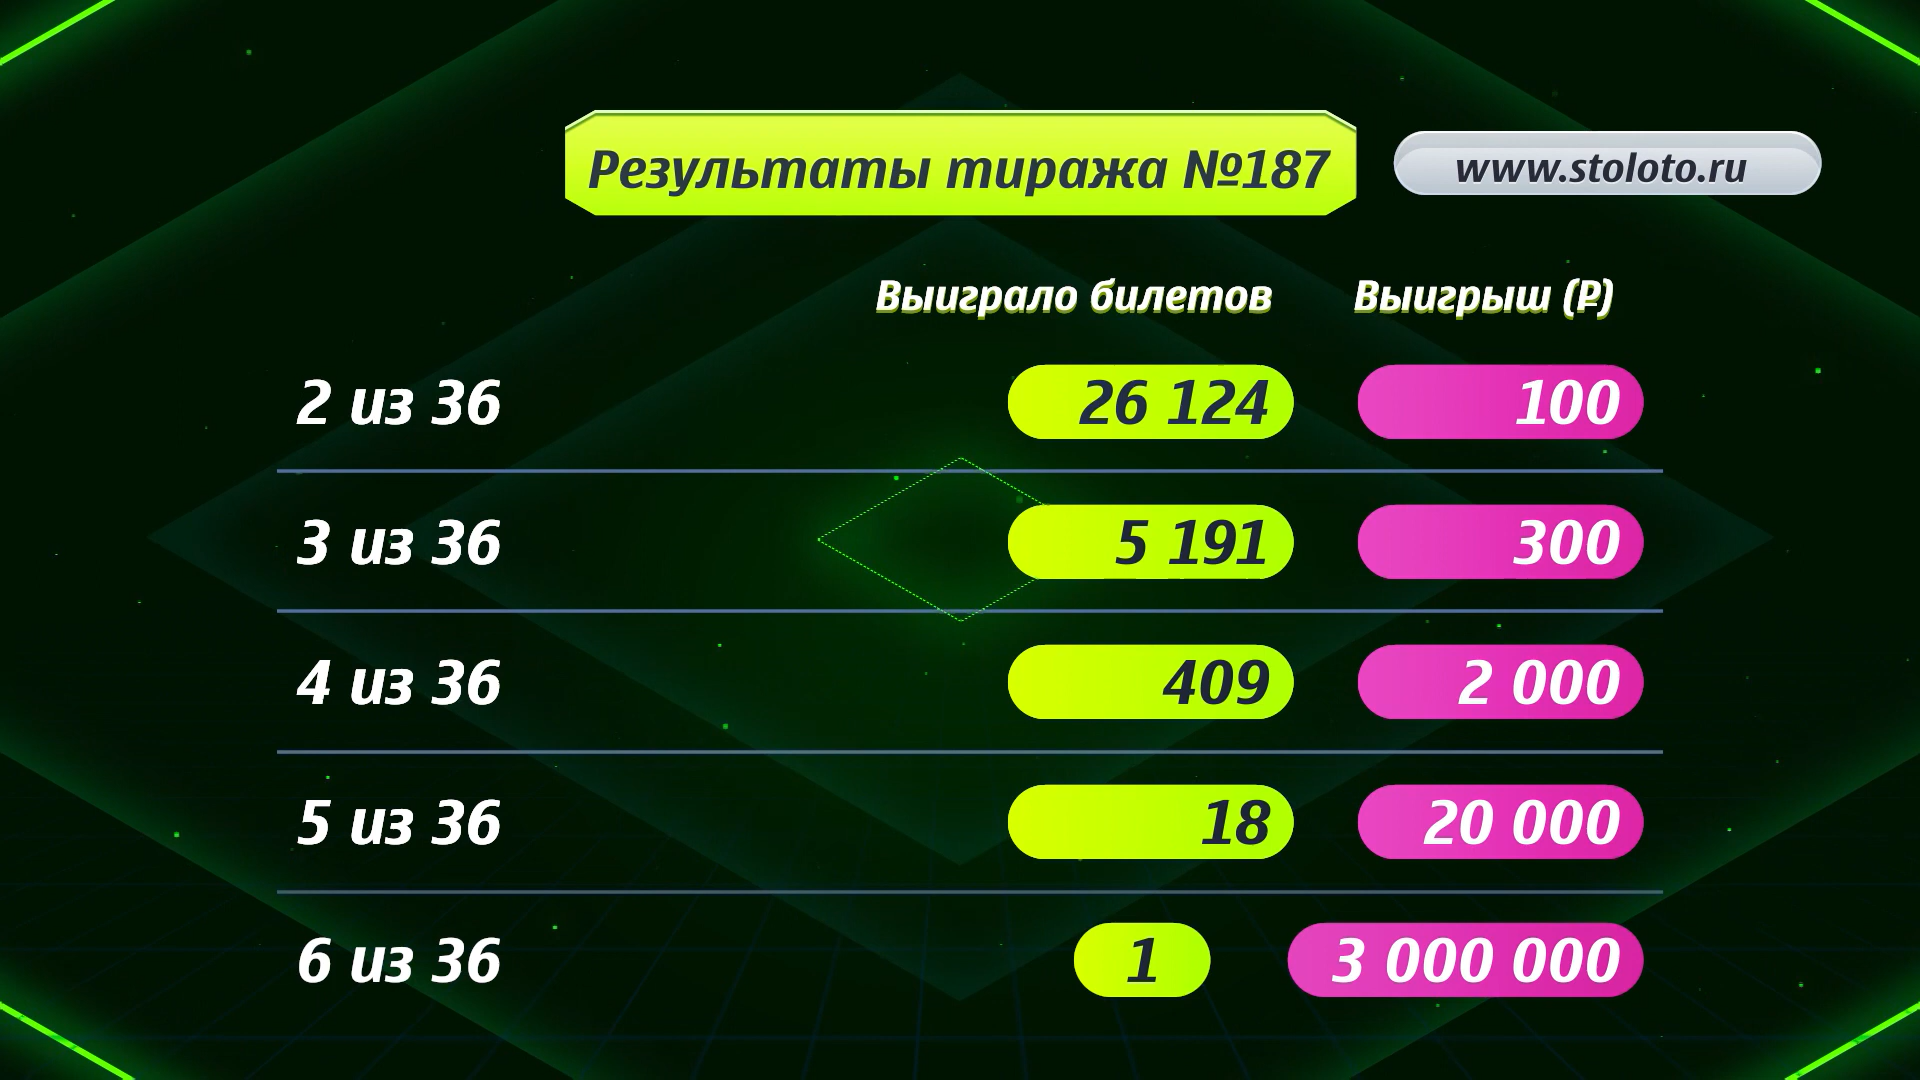 Результаты тиража №187
www.stoloto.ru
Выиграло билетов Выигрыш (₽)
2 из 36 26 124 100
3 из 36 5 191 300
4 из 36 409 2 000
5 из 36 18 20 000
6 из 36 1 3 000 000